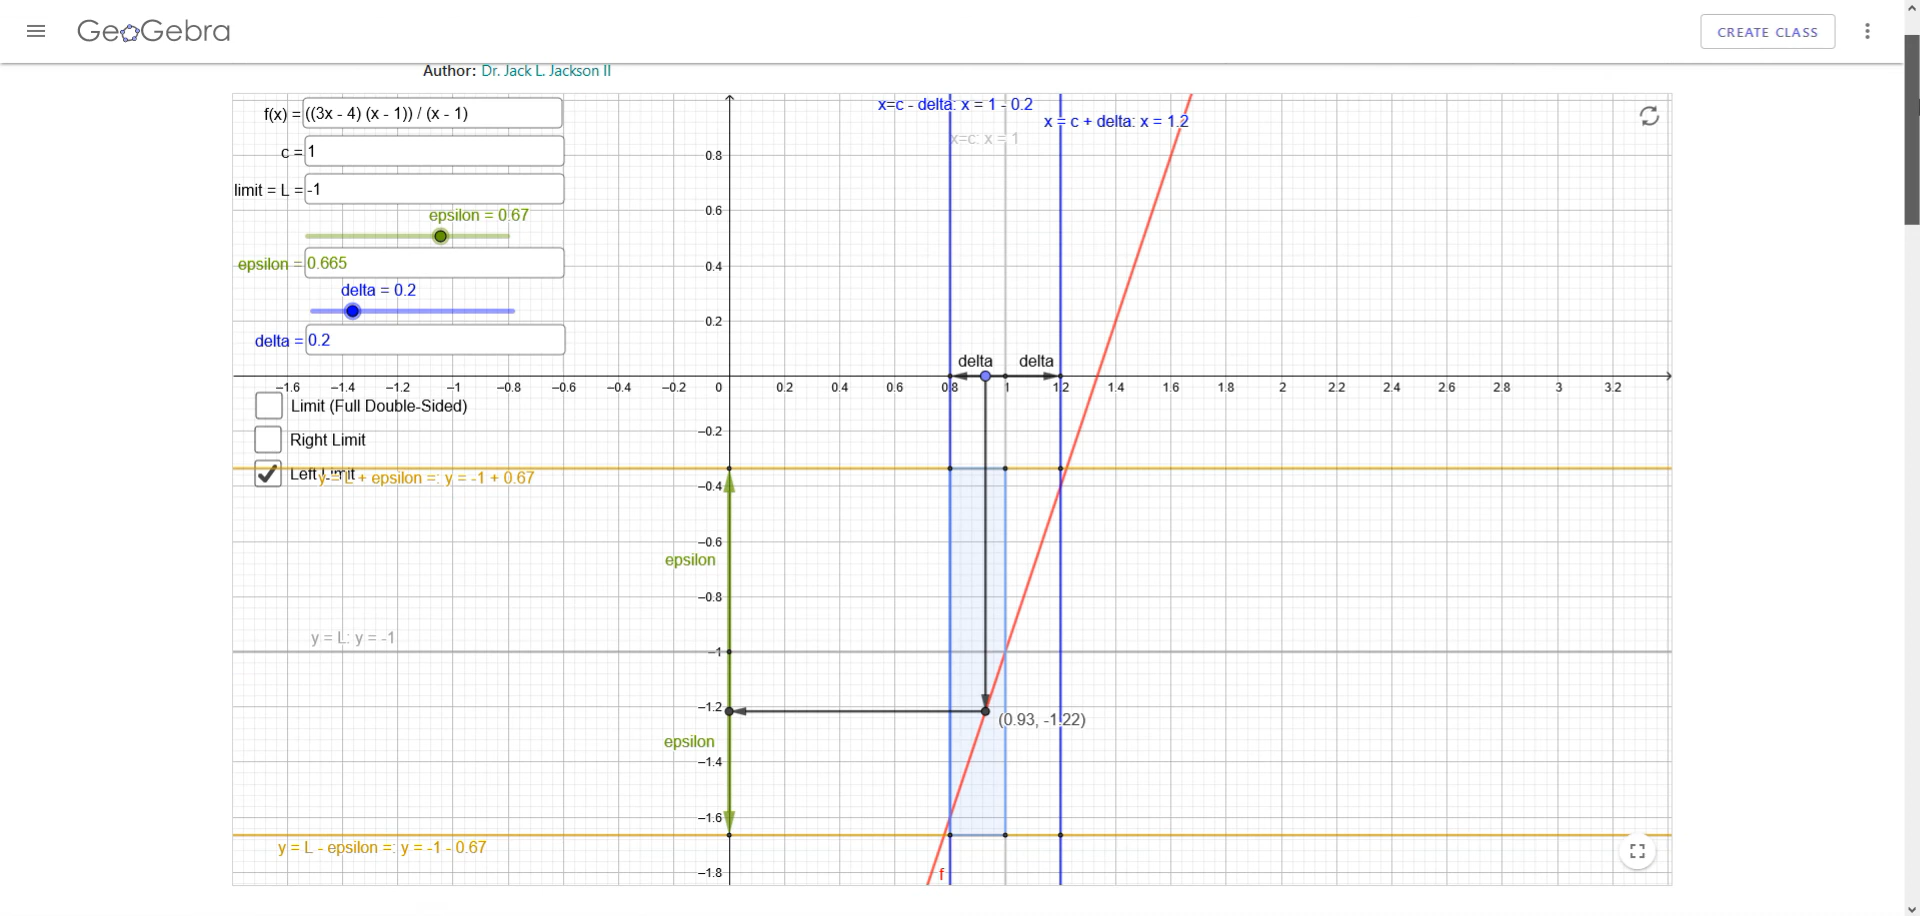 GeoGebra
CREATE CLASS
Author: Dr. Jack L. Jackson II
f(x) = ((3x - 4) (x - 1)) / (x - 1)
c = 1
limit = L = -1
epsilon = 0.67
epsilon = 0.665
delta = 0.2
delta = 0.2
x=c - delta: x = 1 - 0.2
x = c + delta: x = 1.2
x=c: x = 1
0.8
0.6
0.4
0.2
delta delta
−1.6 −1.4 −1.2 −1 −0.8 −0.6 −0.4 −0.2 0 0.2 0.4 0.6 0.8 1 1.2 1.4 1.6 1.8 2 2.2 2.4 2.6 2.8 3 3.2
Limit (Full Double-Sided)
−0.2
Right Limit
Left Limit
y = L + epsilon =: y = -1 + 0.67
−0.4
−0.6
epsilon
−0.8
y = L: y = -1
−1
−1.2
(0.93, -1.22)
epsilon
−1.4
−1.6
y = L - epsilon =: y = -1 - 0.67
−1.8
f